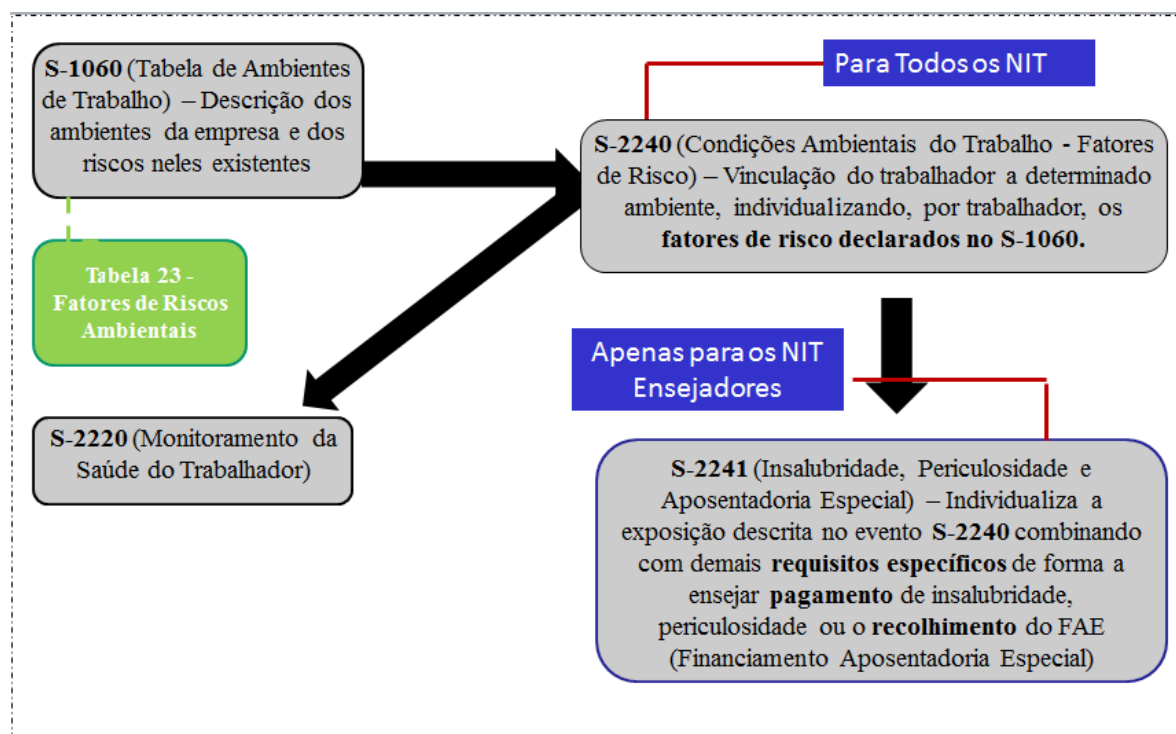 S-1060 (Tabela de Ambientes
de Trabalho) – Descrição dos
ambientes da empresa e dos
riscos neles existentes
Tabela 23 -
Fatores de Riscos
Ambientais
S-2220 (Monitoramento da
Saúde do Trabalhador)
Para Todos os NIT
S-2240 (Condições Ambientais do Trabalho - Fatores
de Risco) – Vinculação do trabalhador a determinado
ambiente, individualizando, por trabalhador, os
fatores de risco declarados no S-1060.
Apenas para os NIT
Ensejadores
S-2241 (Insalubridade, Periculosidade e
Aposentadoria Especial) – Individualiza a
exposição descrita no evento S-2240 combinando
com demais requisitos específicos de forma a
ensejar pagamento de insalubridade,
periculosidade ou o recolhimento do FAE
(Financiamento Aposentadoria Especial)